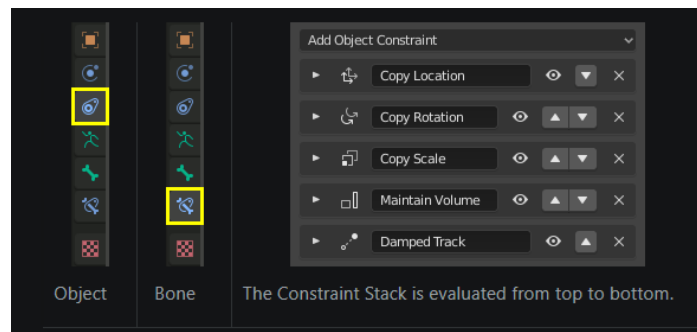 Add Object Constraint
Copy Location
Copy Rotation
Copy Scale
Maintain Volume
Damped Track
Object
Bone
The Constraint Stack is evaluated from top to bottom.